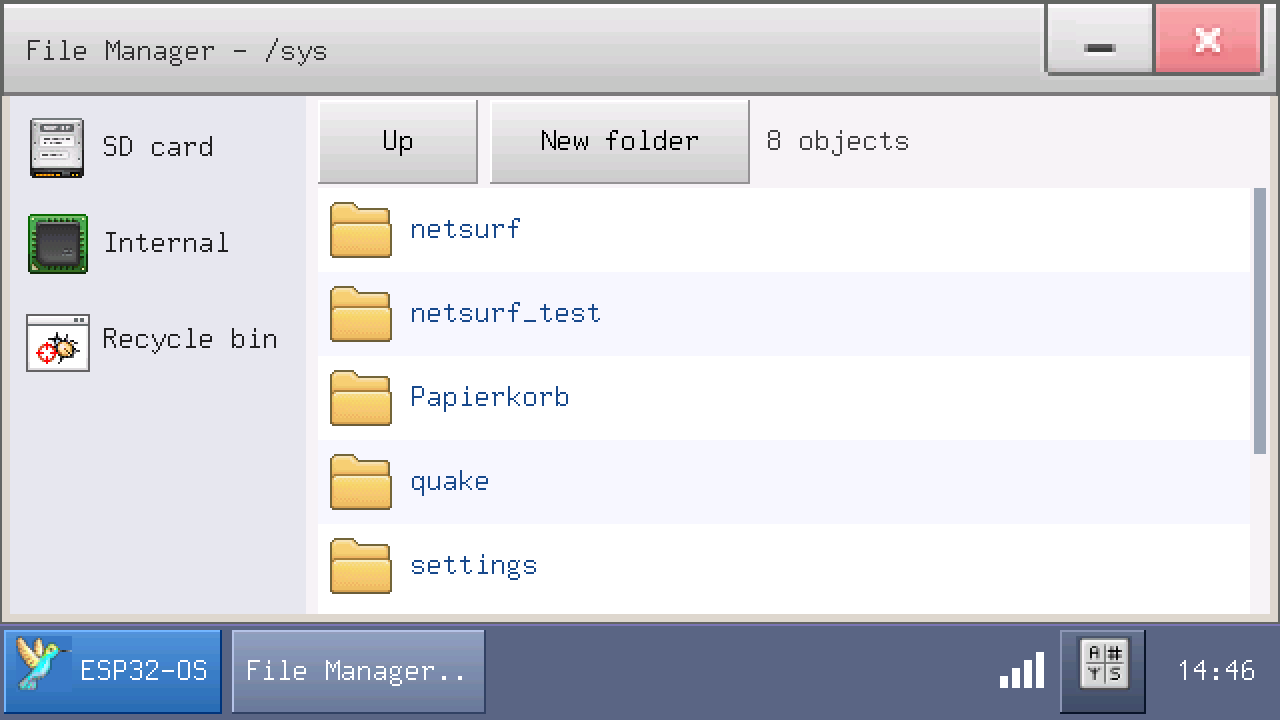 File Manager - /sys
SD card
Internal
Recycle bin
Up
New folder
8 objects
netsurf
netsurf_test
Papierkorb
quake
settings
ESP32-OS
File Manager..
A #
Y S
14:46